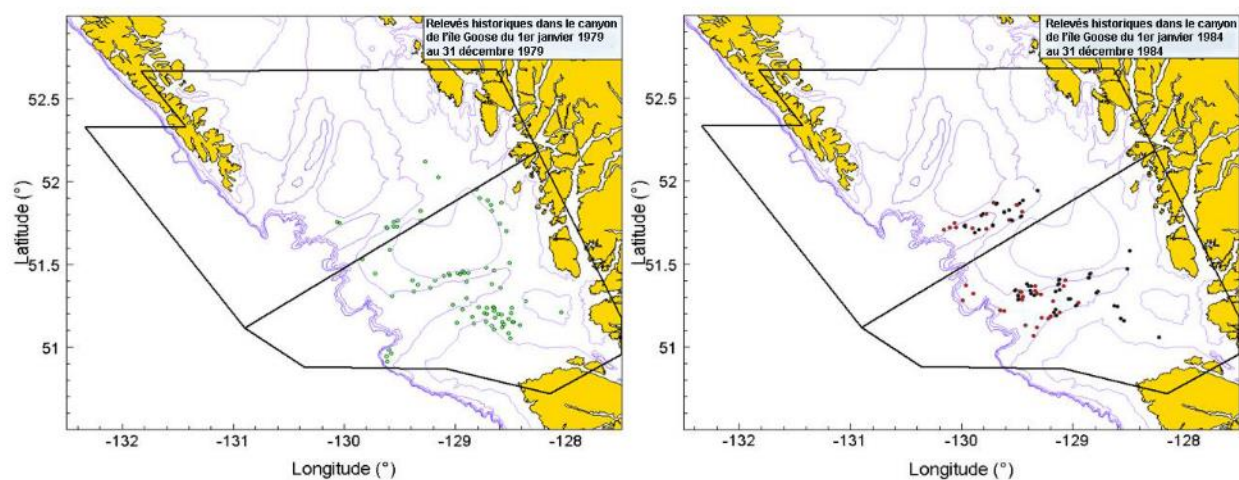 Relevés historiques dans le canyon
de l'île Goose du 1er janvier 1979
au 31 décembre 1979
52.5
52
51.5
51
Latitude (°)
-132
-131
-130
-129
-128
Longitude (°)
Relevés historiques dans le canyon
de l'île Goose du 1er janvier 1984
au 31 décembre 1984
52.5
52
51.5
51
Latitude (°)
-132
-131
-130
-129
-128
Longitude (°)